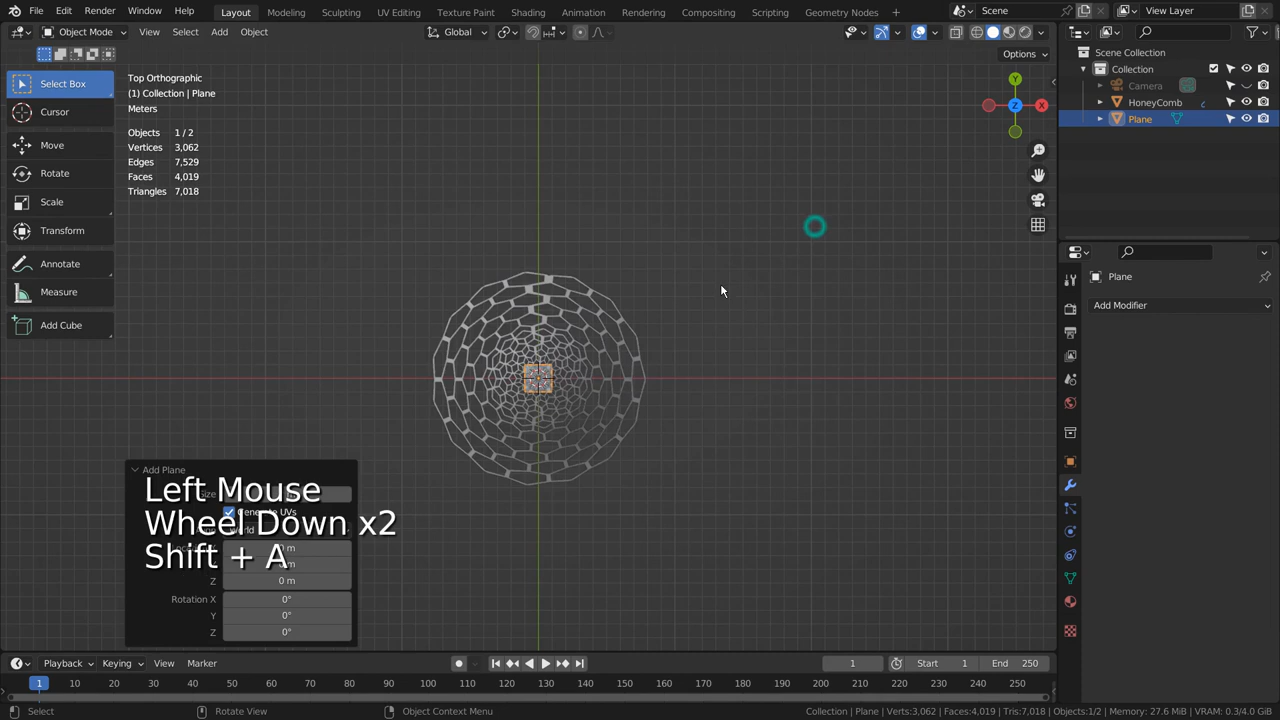 File Edit Render Window Help Layout Modeling Sculpting UV Editing Texture Paint Shading Animation Rendering Compositing Scripting Geometry Nodes + Scene View Layer
Object Mode View Select Add Object Global
Options
Scene Collection
Collection
Camera
HoneyComb
Plane
Select Box
Cursor
Move
Rotate
Scale
Transform
Annotate
Measure
Add Cube
Top Orthographic
(1) Collection | Plane
Meters
Objects 1 / 2
Vertices 3,062
Edges 7,529
Faces 4,019
Triangles 7,018
Y
Z
X
Plane
Add Modifier
Add Plane
Left Mouse
Wheel Down x2
Shift + A
Z 0 m
Rotation X 0°
Y 0°
Z 0°
Playback Keying View Marker 1 Start 1 End 250
1 10 20 30 40 50 60 70 80 90 100 110 120 130 140 150 160 170 180 190 200 210 220 230 240 250
Select Rotate View Object Context Menu Collection | Plane | Verts:3,062 | Faces:4,019 | Tris:7,018 | Objects:1/2 | Memory: 27.6 MiB | VRAM: 0.3/4.0 GiB